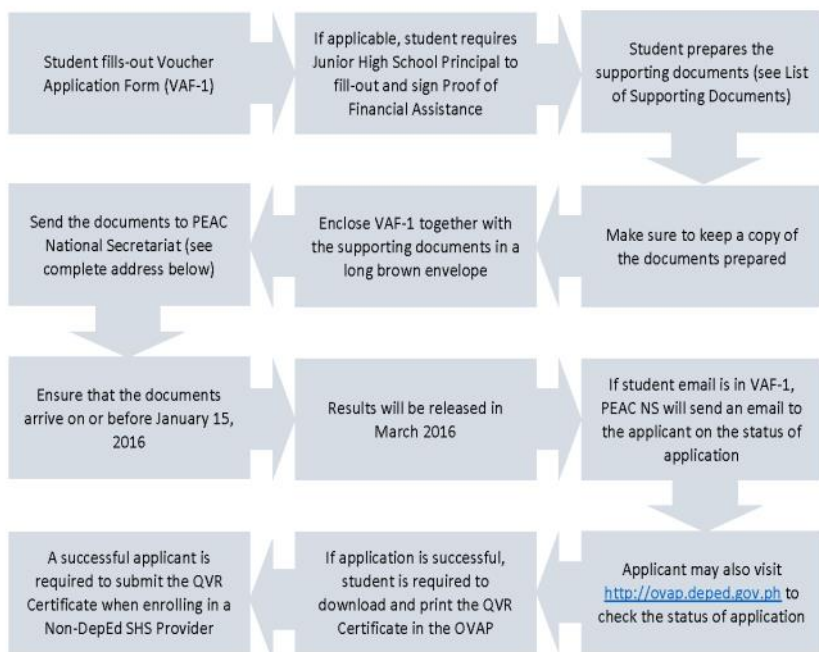 Student fills-out Voucher
Application Form (VAF-1)
If applicable, student requires
Junior High School Principal to
fill-out and sign Proof of
Financial Assistance
Student prepares the
supporting documents (see List
of Supporting Documents)
Make sure to keep a copy of
the documents prepared
Enclose VAF-1 together with
the supporting documents in a
long brown envelope
Send the documents to PEAC
National Secretariat (see
complete address below)
Ensure that the documents
arrive on or before January 15,
2016
Results will be released in
March 2016
If student email is in VAF-1,
PEAC NS will send an email to
the applicant on the status of
application
Applicant may also visit
http://ovap.deped.gov.ph to
check the status of application
If application is successful,
student is required to
download and print the QVR
Certificate in the OVAP
A successful applicant is
required to submit the QVR
Certificate when enrolling in a
Non-DepEd SHS Provider